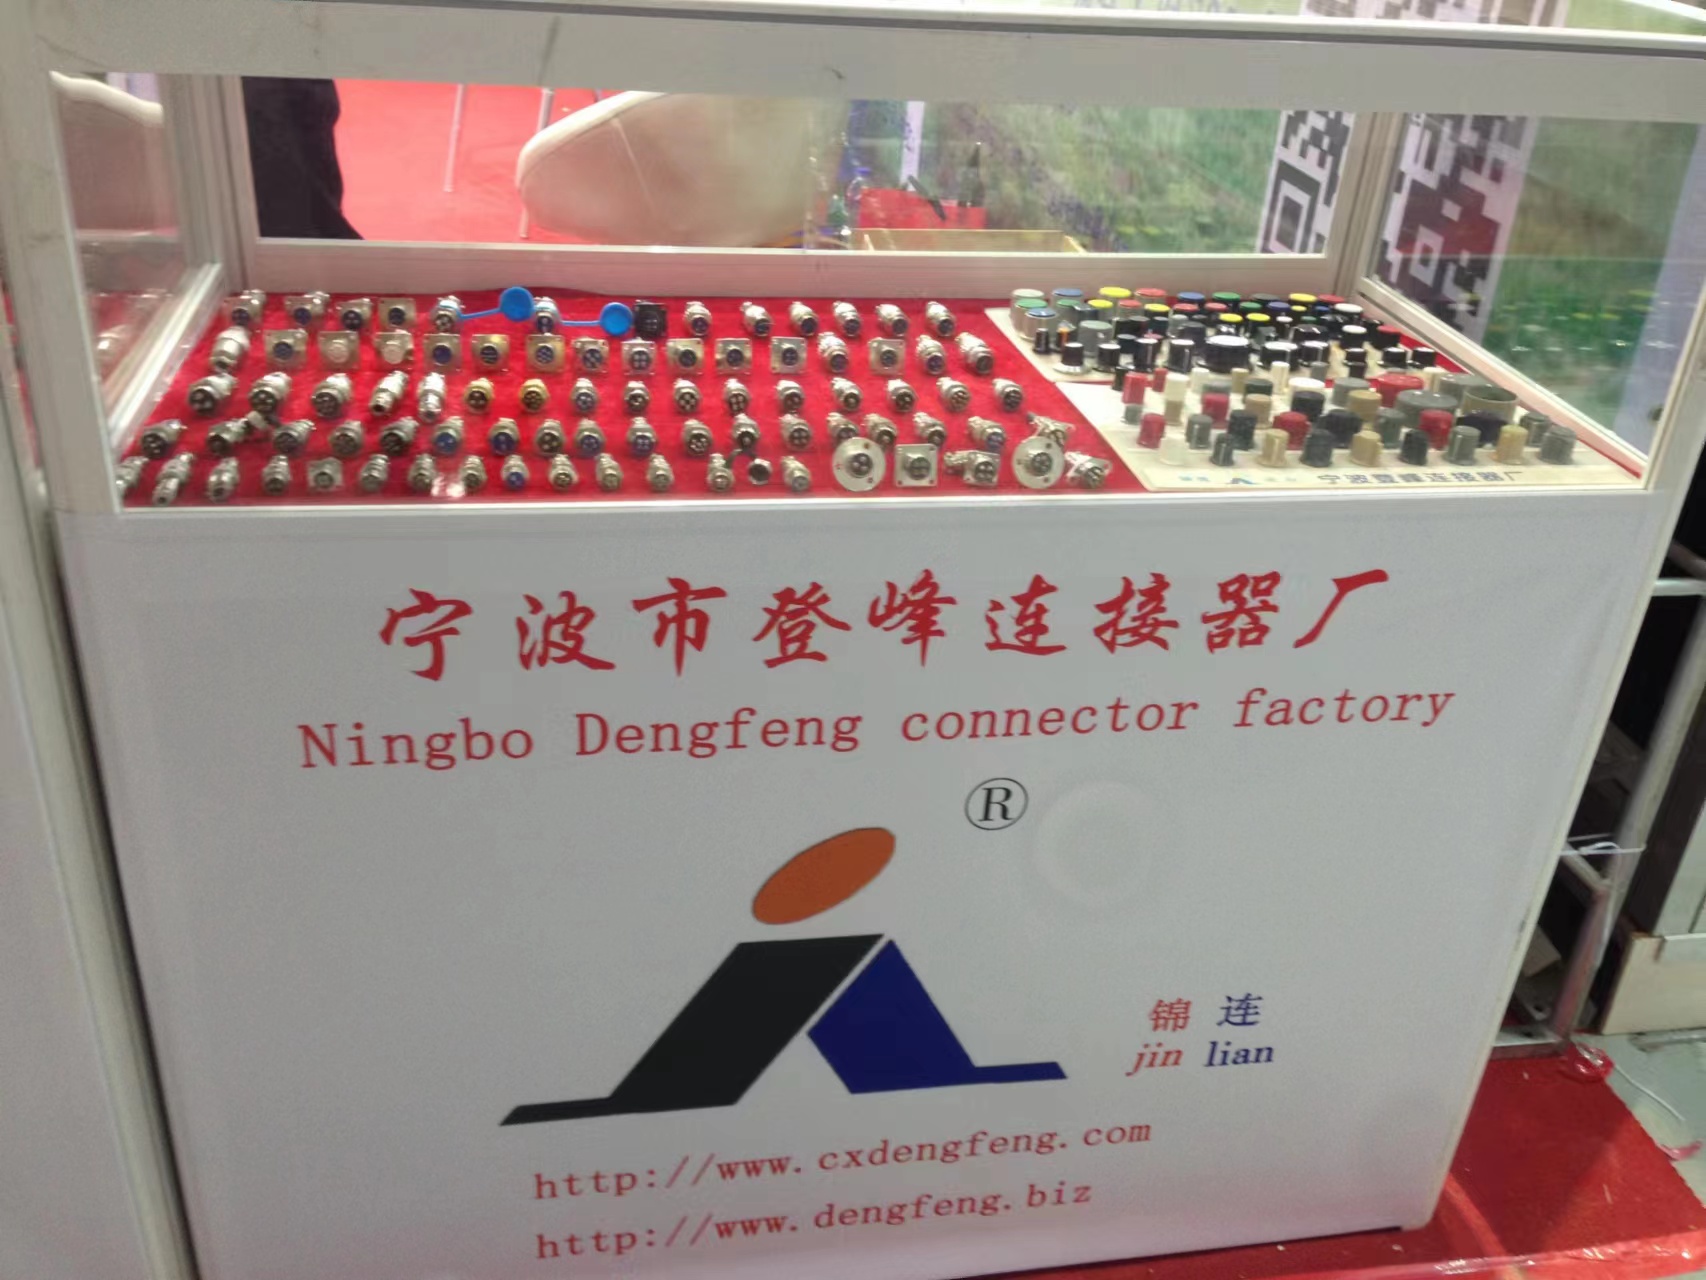 宁波登峰连接器厂
宁波市登峰连接器厂
Ningbo Dengfeng connector factory
®
锦连
jin lian
http://www.cxdengfeng.com
http://www.dengfeng.biz